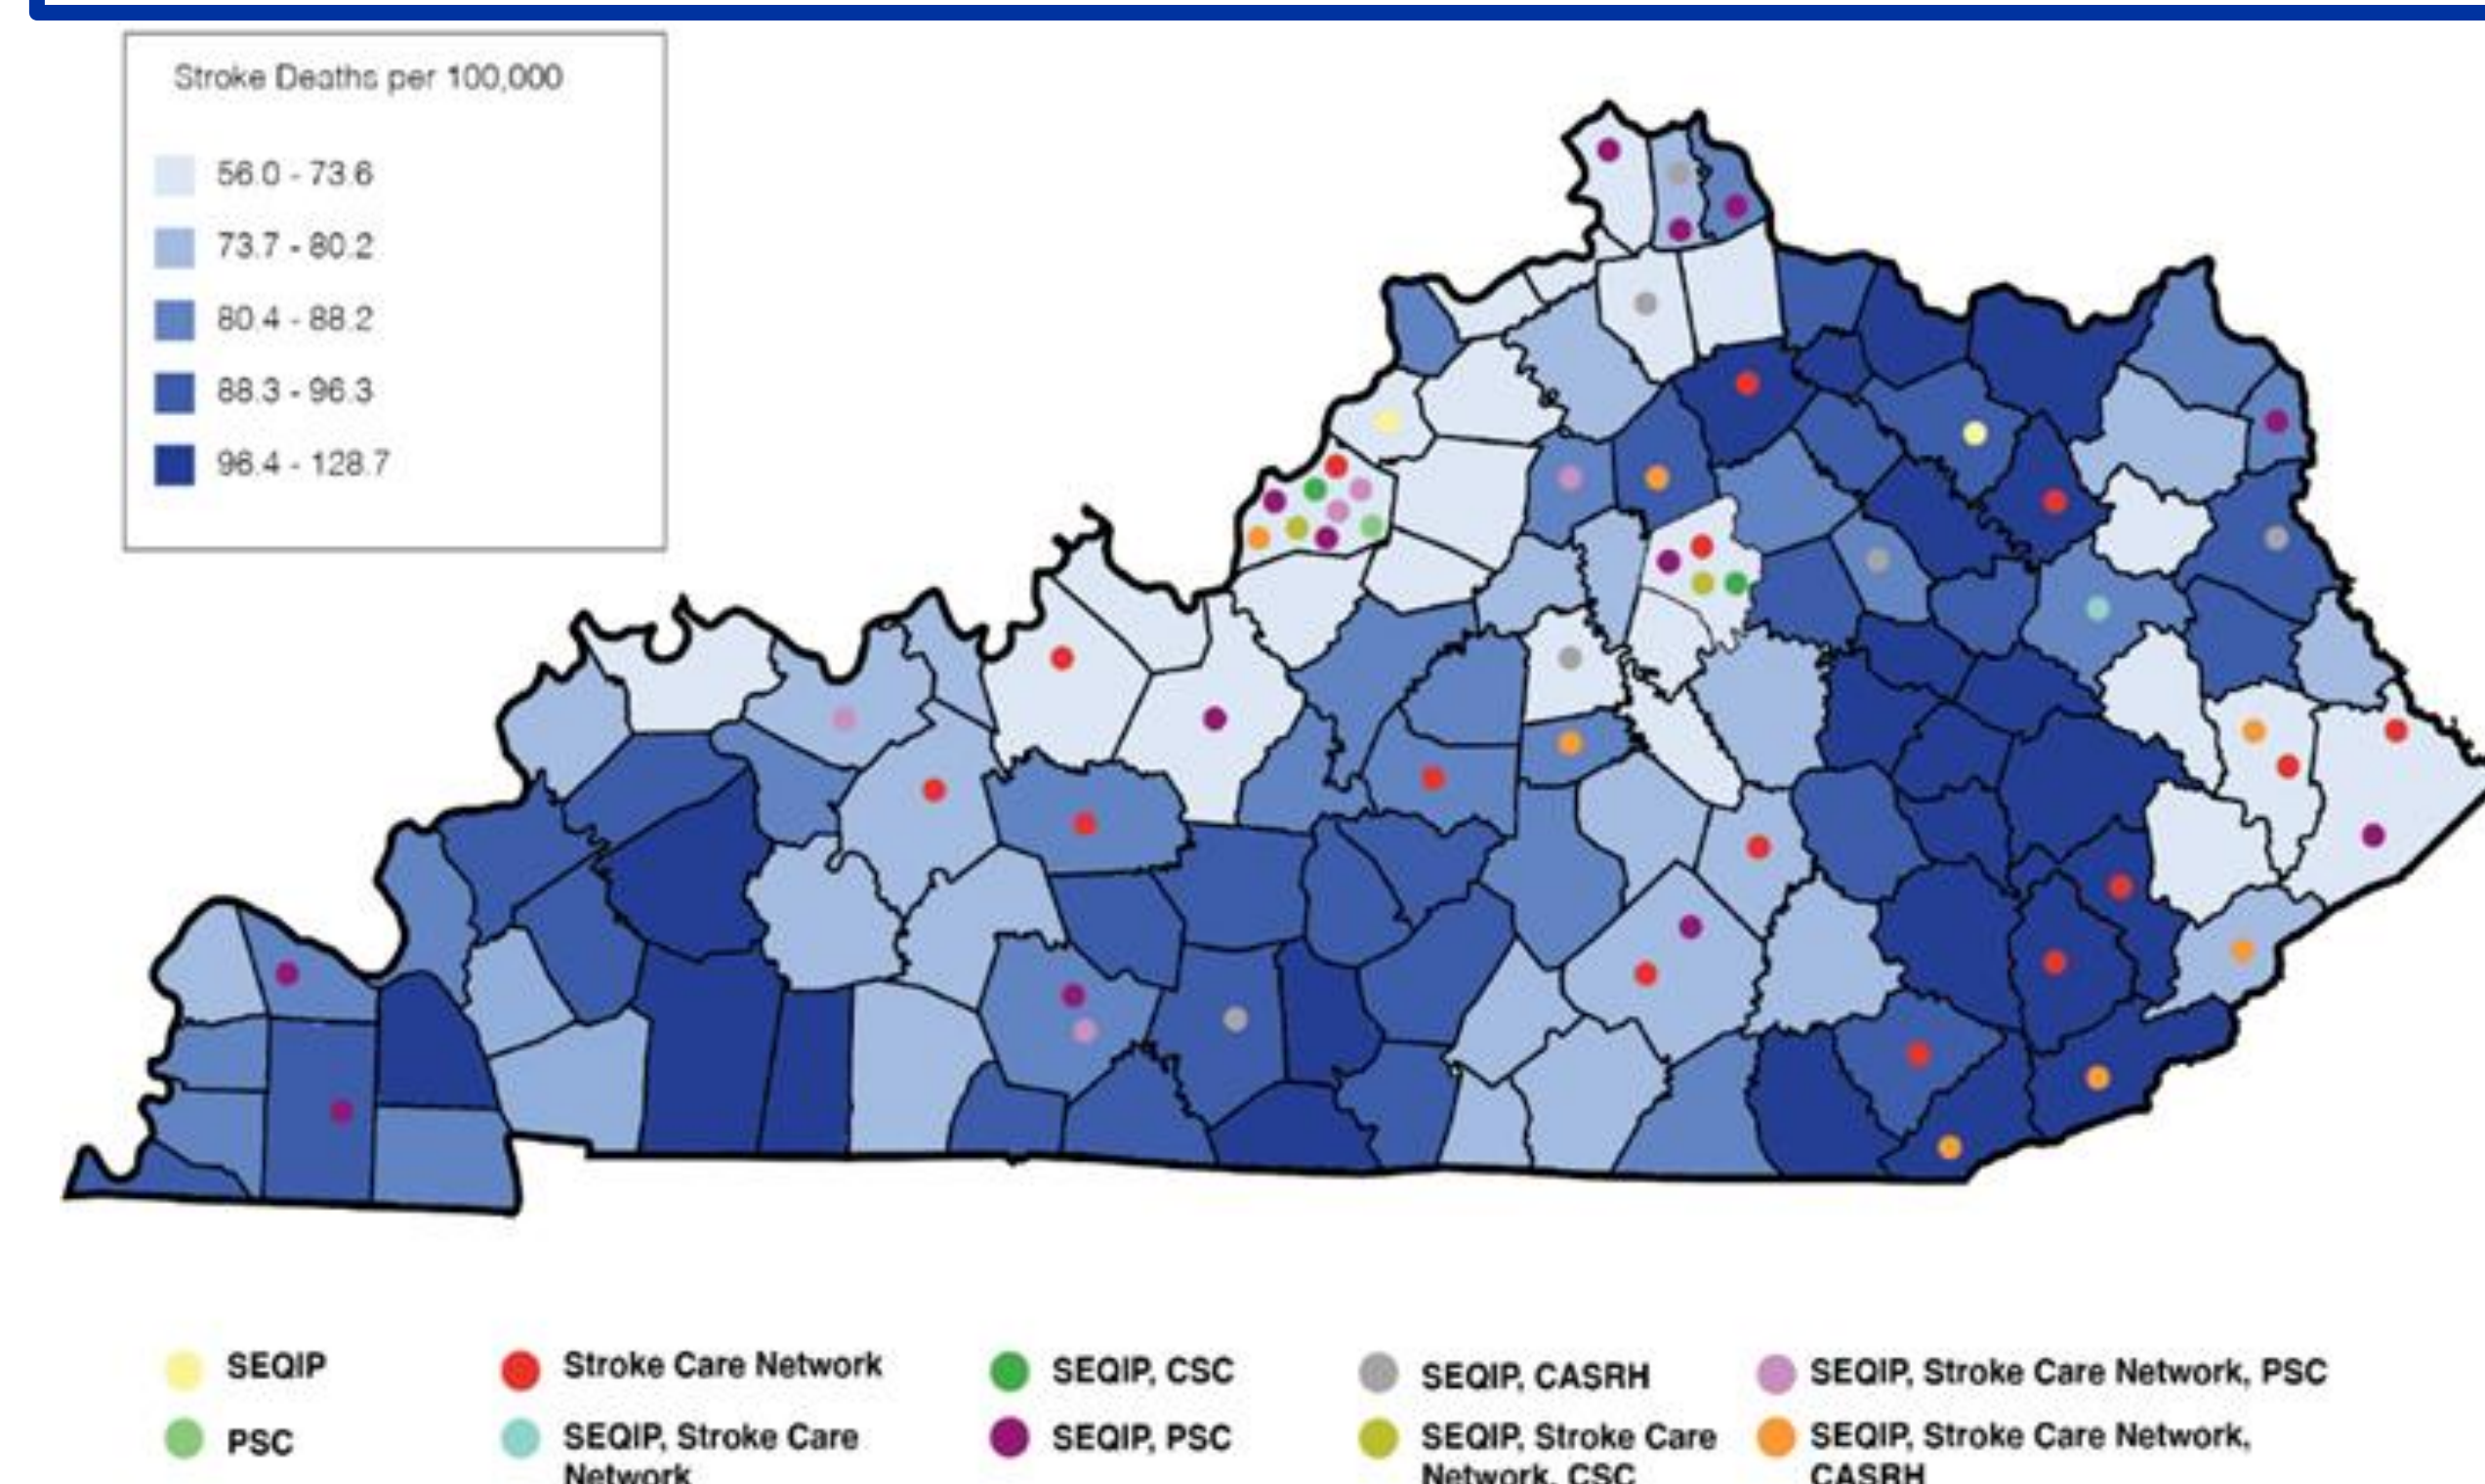 Stroke Deaths per 100,000
56.0 - 73.6
73.7 - 80.2
80.4 - 88.2
88.3 - 96.3
96.4 - 128.7
SEQIP
Stroke Care Network
SEQIP, CSC
SEQIP, CASRH
SEQIP, Stroke Care Network, PSC
PSC
SEQIP, Stroke Care
Network
SEQIP, PSC
SEQIP, Stroke Care
Network, CSC
SEQIP, Stroke Care Network,
CASRH